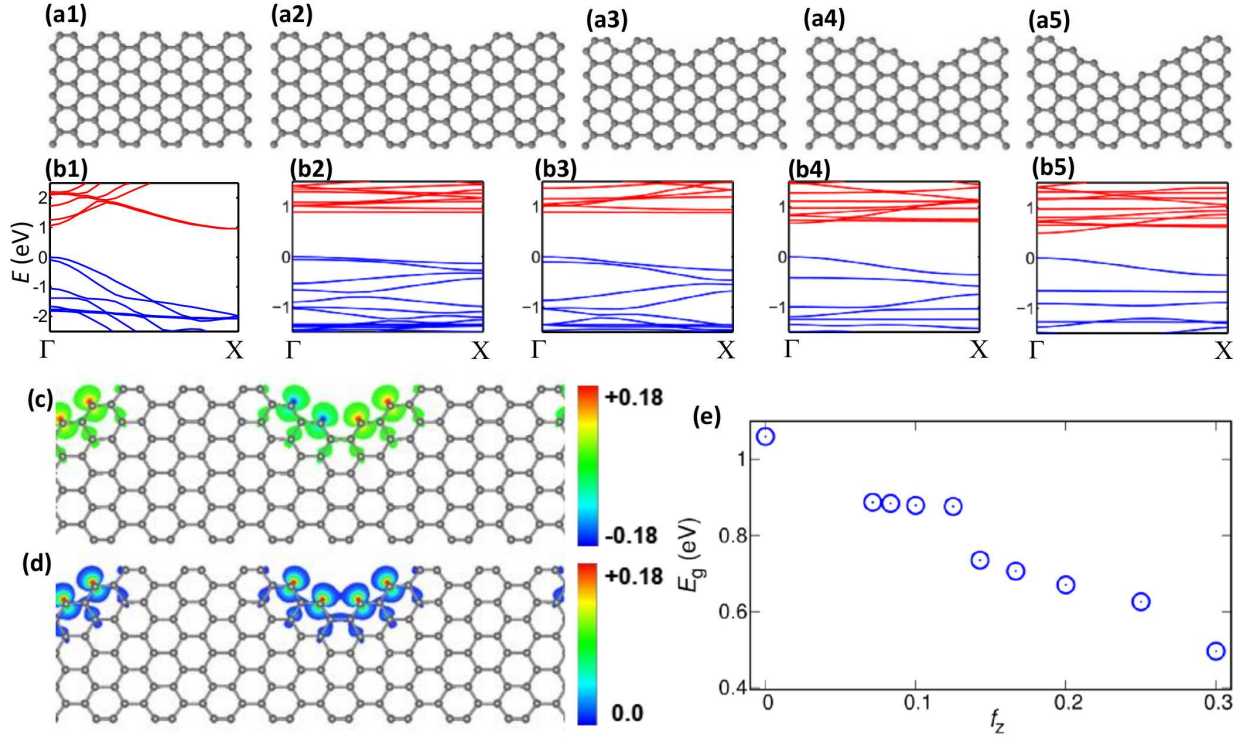 (a1) (a2) (a3) (a4) (a5)
(b1) (b2) (b3) (b4) (b5)
E (eV)
2
1
0
-1
-2
Γ X
1
0
−1
Γ X
1
0
−1
Γ X
1
0
−1
Γ X
1
0
−1
Γ X
(c)
+0.18
-0.18
(d)
+0.18
0.0
(e)
E_g (eV)
1
0.8
0.6
0.4
0 0.1 0.2 0.3
f_z